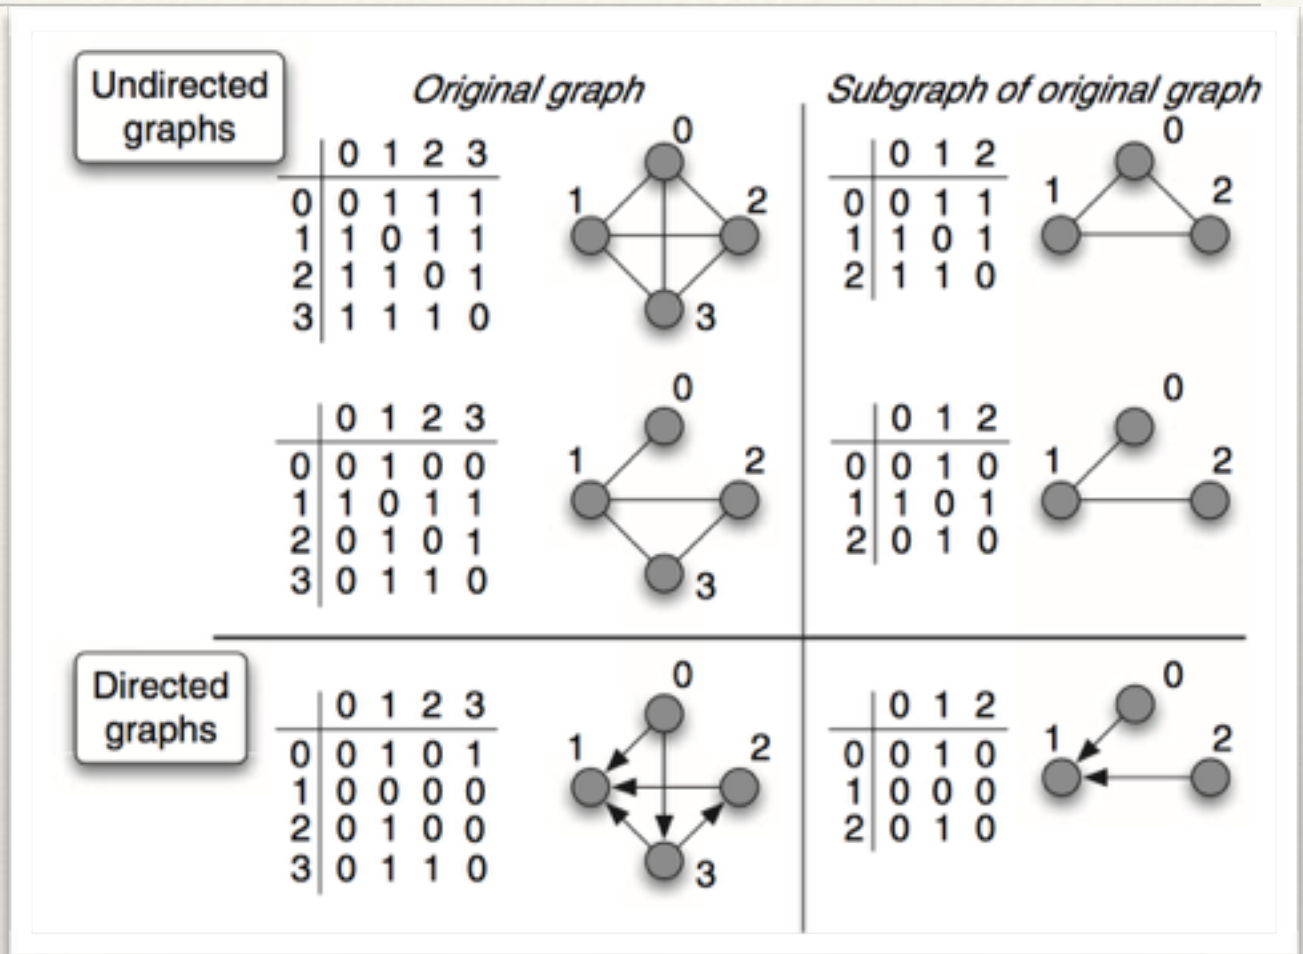 Undirected
graphs
Original graph
0 1 2 3
0 0 1 1 1
1 1 0 1 1
2 1 1 0 1
3 1 1 1 0
0
1
2
3
Subgraph of original graph
0 1 2
0 0 1 1
1 1 0 1
2 1 1 0
0
1
2
0 1 2 3
0 0 1 0 0
1 1 0 1 1
2 0 1 0 1
3 0 1 1 0
0
1
2
3
0 1 2
0 0 1 0
1 1 0 1
2 0 1 0
0
1
2
Directed
graphs
0 1 2 3
0 0 1 0 1
1 0 0 0 0
2 0 1 0 0
3 0 1 1 0
0
1
2
3
0 1 2
0 0 1 0
1 0 0 0
2 0 1 0
0
1
2